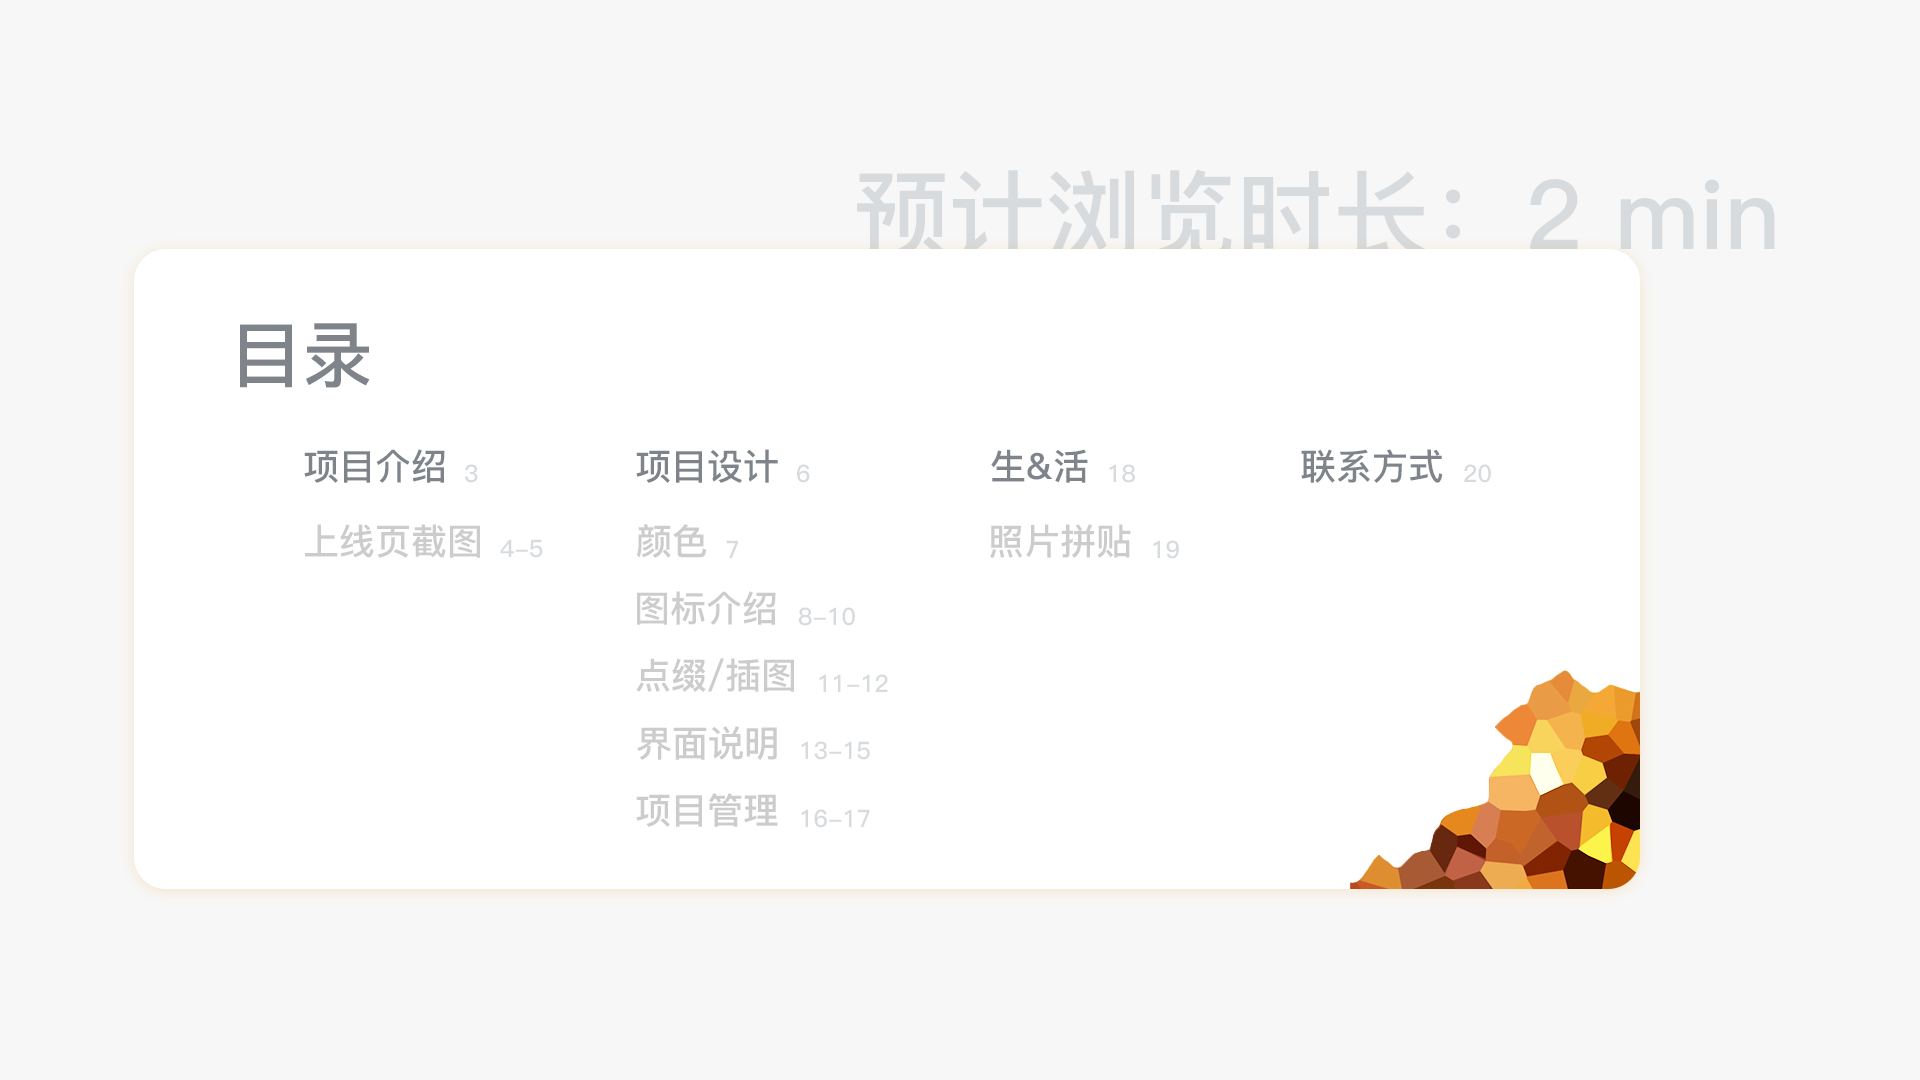 预计浏览时长：2 min
目录
项目介绍 3
上线页截图 4–5
项目设计 6
颜色 7
图标介绍 8–10
点缀/插图 11–12
界面说明 13–15
项目管理 16–17
生&活 18
照片拼贴 19
联系方式 20